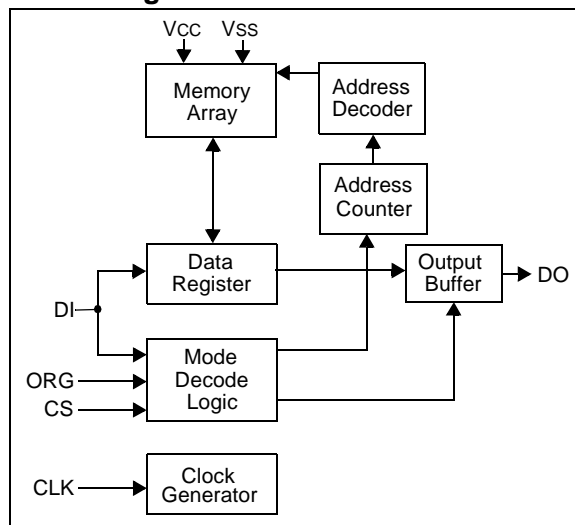 VCC
VSS
Memory
Array
Address
Decoder
Address
Counter
Data
Register
Output
Buffer
DO
DI
Mode
Decode
Logic
ORG
CS
CLK
Clock
Generator